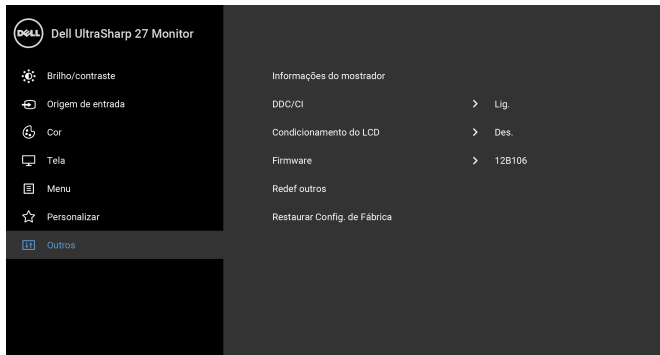 DELL Dell UltraSharp 27 Monitor
Brilho/contraste
Origem de entrada
Cor
Tela
Menu
Personalizar
Outros
Informações do mostrador
DDC/CI Lig.
Condicionamento do LCD Des.
Firmware 12B106
Redef outros
Restaurar Config. de Fábrica